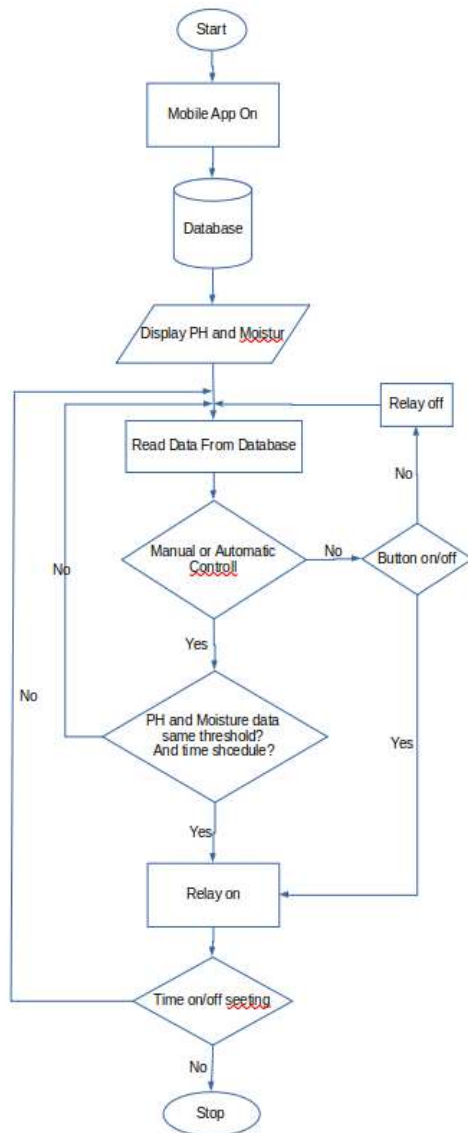 Start
Mobile App On
Database
Display PH and Moistur
Relay off
Read Data From Database
No
Manual or Automatic
Controll
No
Button on/off
No
Yes
PH and Moisture data
same threshold?
And time shcedule?
No
Yes
Yes
Relay on
Time on/off seeting
No
Stop